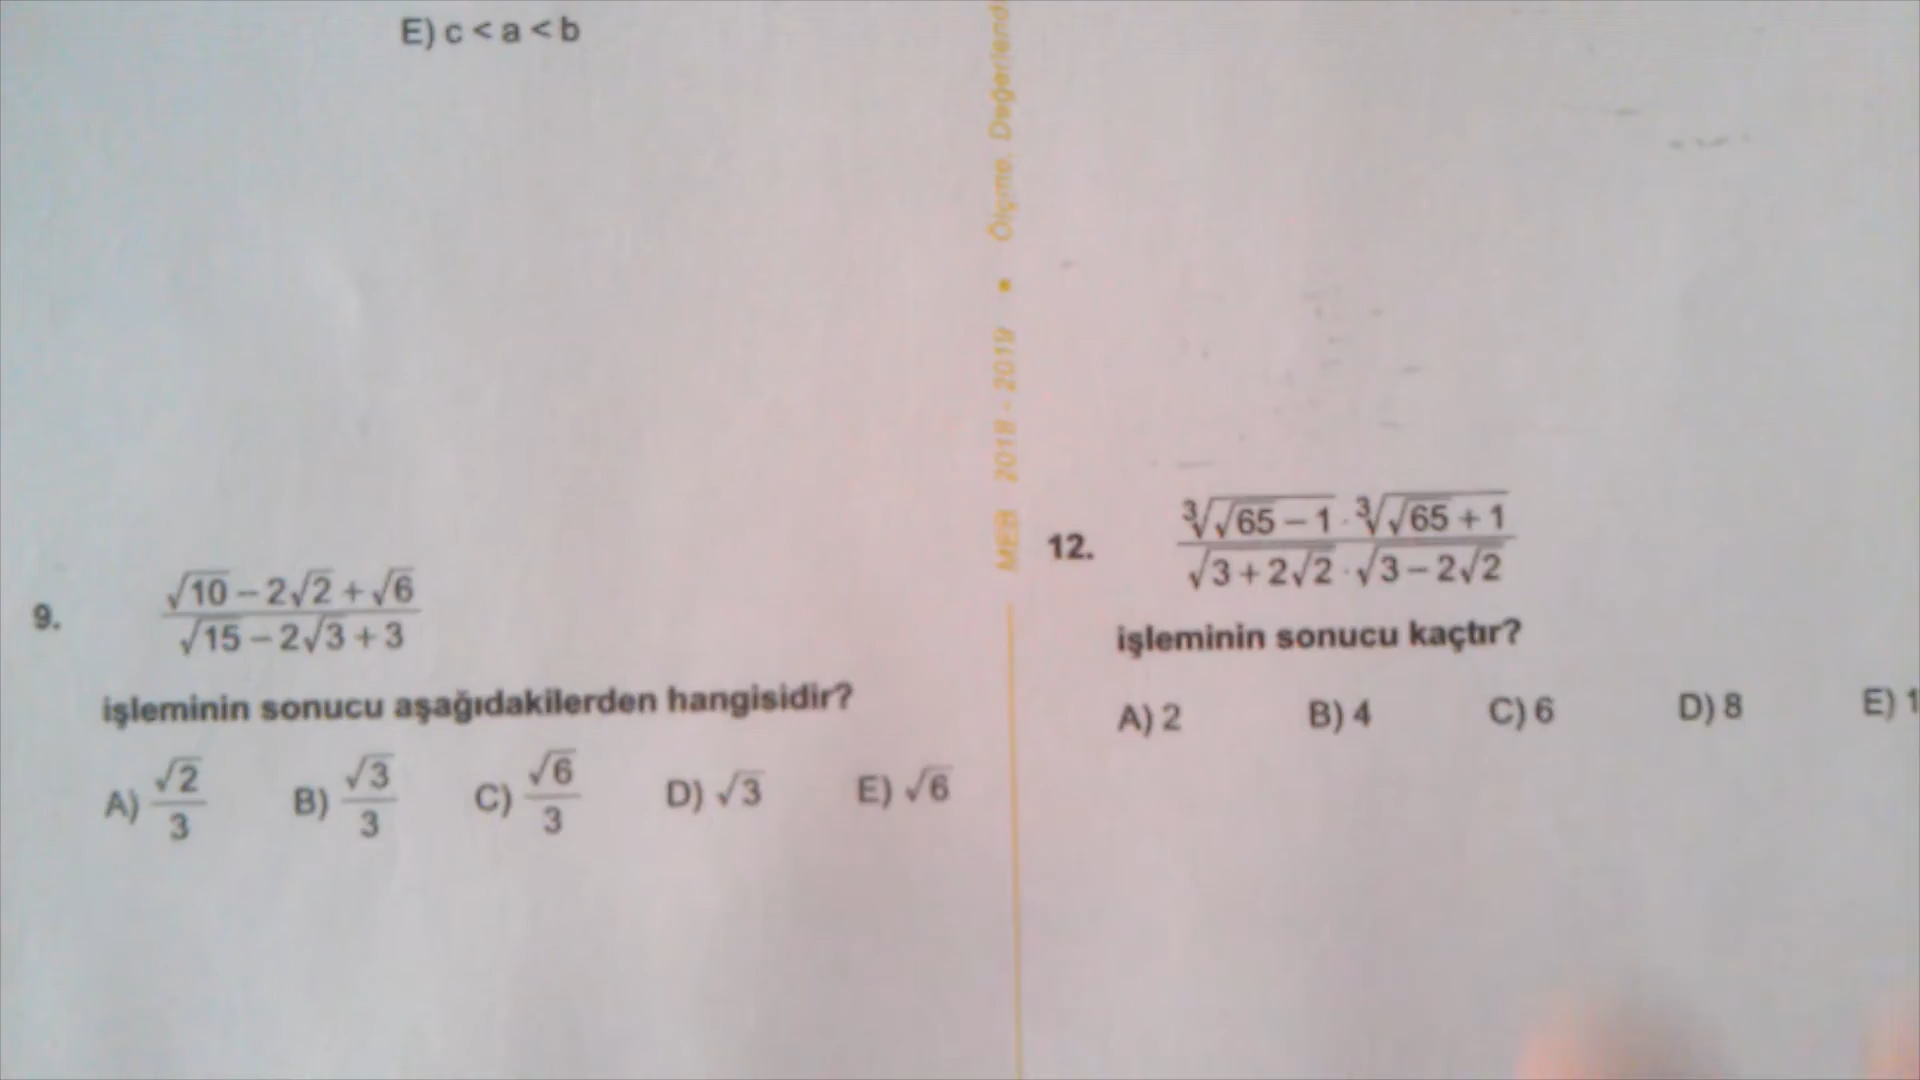 E) c < a < b
9.
√10 − 2√2 + √6
√15 − 2√3 + 3
işleminin sonucu aşağıdakilerden hangisidir?
A) √2/3 B) √3/3 C) √6/3 D) √3 E) √6
MEB 2018 - 2019 • Ölçme, Değerlend
12.
∛(√65 − 1) · ∛(√65 + 1)
√(3 + 2√2) · √(3 − 2√2)
işleminin sonucu kaçtır?
A) 2 B) 4 C) 6 D) 8 E) 1